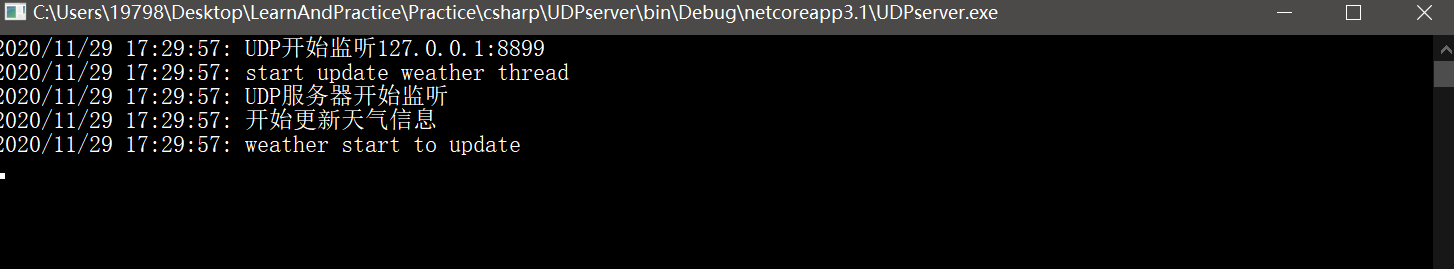 C:\Users\19798\Desktop\LearnAndPractice\Practice\csharp\UDPserver\bin\Debug\netcoreapp3.1\UDPserver.exe
2020/11/29 17:29:57: UDP开始监听127.0.0.1:8899
2020/11/29 17:29:57: start update weather thread
2020/11/29 17:29:57: UDP服务器开始监听
2020/11/29 17:29:57: 开始更新天气信息
2020/11/29 17:29:57: weather start to update